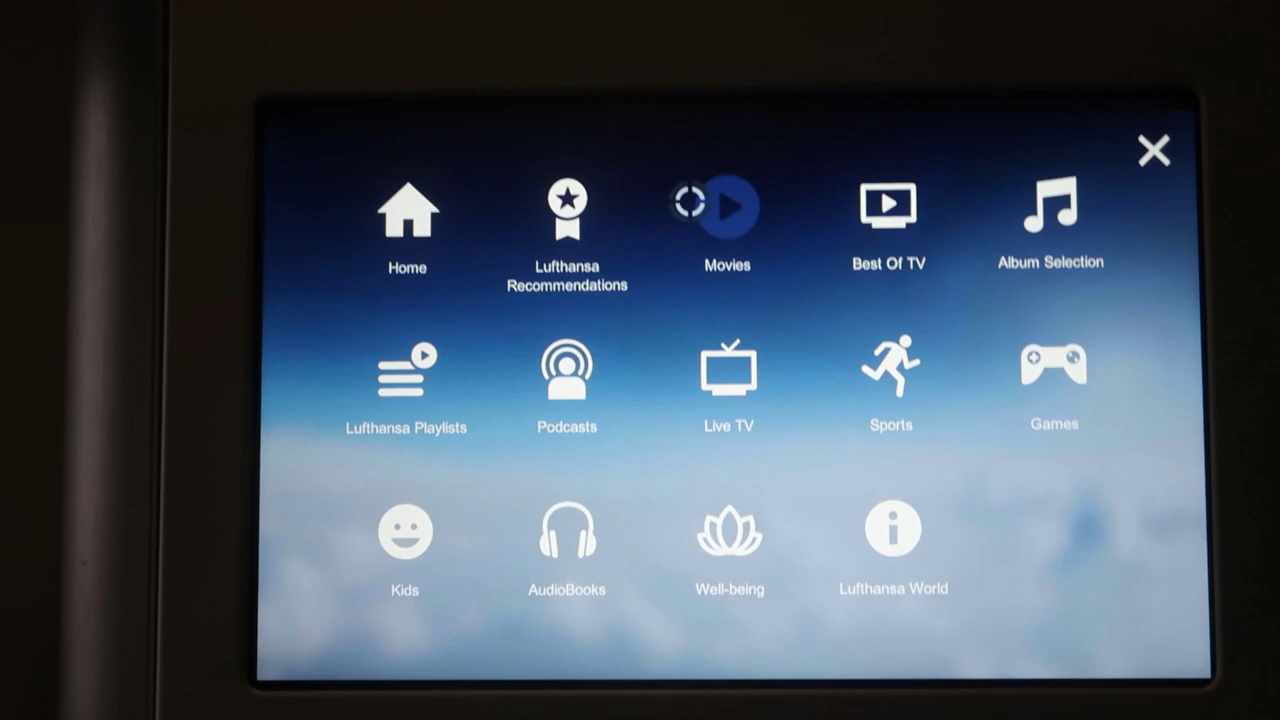 Home
Lufthansa
Recommendations
Movies
Best Of TV
Album Selection
Lufthansa Playlists
Podcasts
Live TV
Sports
Games
Kids
AudioBooks
Well-being
Lufthansa World